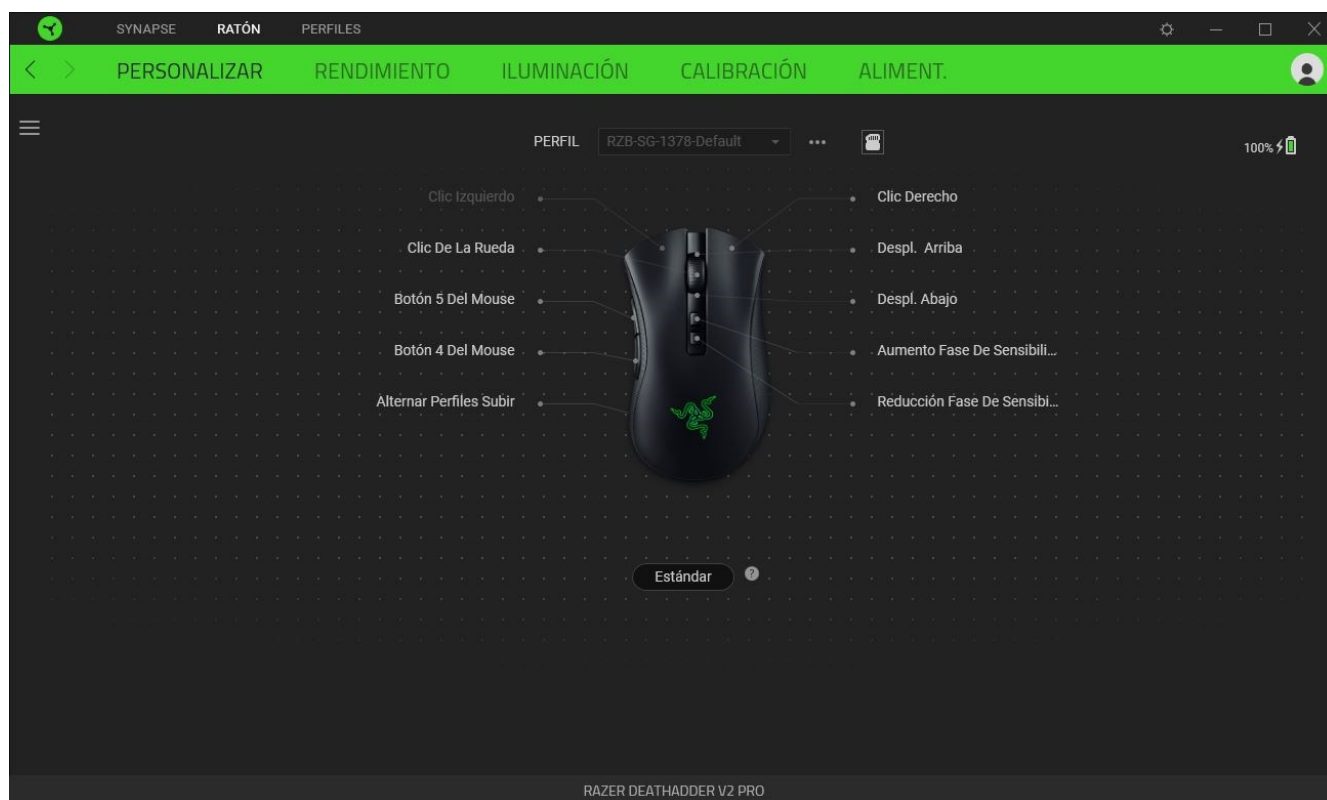 SYNAPSE RATÓN PERFILES
PERSONALIZAR RENDIMIENTO ILUMINACIÓN CALIBRACIÓN ALIMENT.
PERFIL RZB-SG-1378-Default
100%
Clic Izquierdo Clic Derecho
Clic De La Rueda Despl. Arriba
Botón 5 Del Mouse Despl. Abajo
Botón 4 Del Mouse Aumento Fase De Sensibili...
Alternar Perfiles Subir Reducción Fase De Sensibi...
Estándar ?
RAZER DEATHADDER V2 PRO